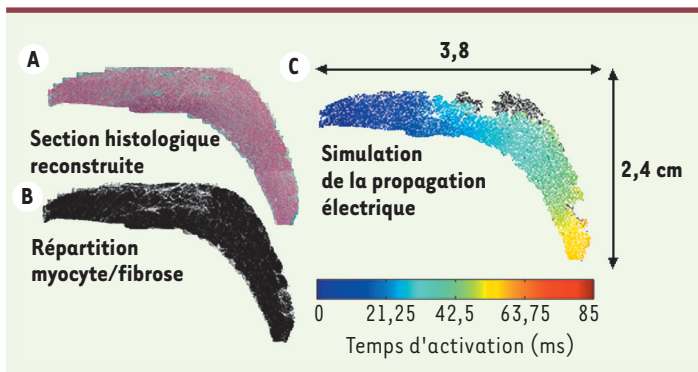 A
Section histologique
reconstruite
B
Répartition
myocyte/fibrose
C
3,8
2,4 cm
Simulation
de la propagation
électrique
0 21,25 42,5 63,75 85
Temps d'activation (ms)